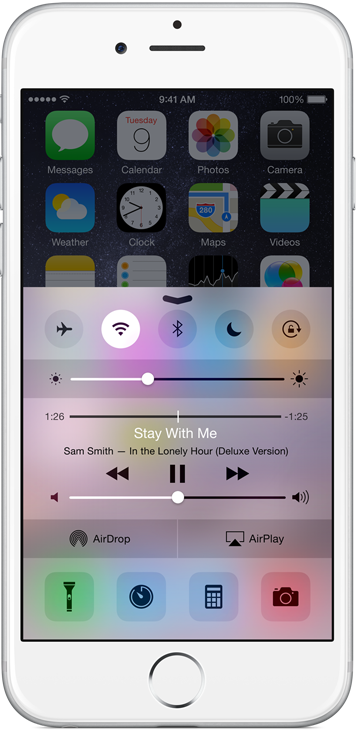 9:41 AM 100%
Tuesday
9
Messages Calendar Photos Camera
280
Weather Clock Maps Videos
1:26 -1:25
Stay With Me
Sam Smith — In the Lonely Hour (Deluxe Version)
AirDrop AirPlay